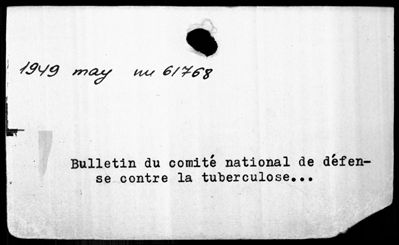 1949 may nu 61768
Bulletin du comité national de défen-
se contre la tuberculose...